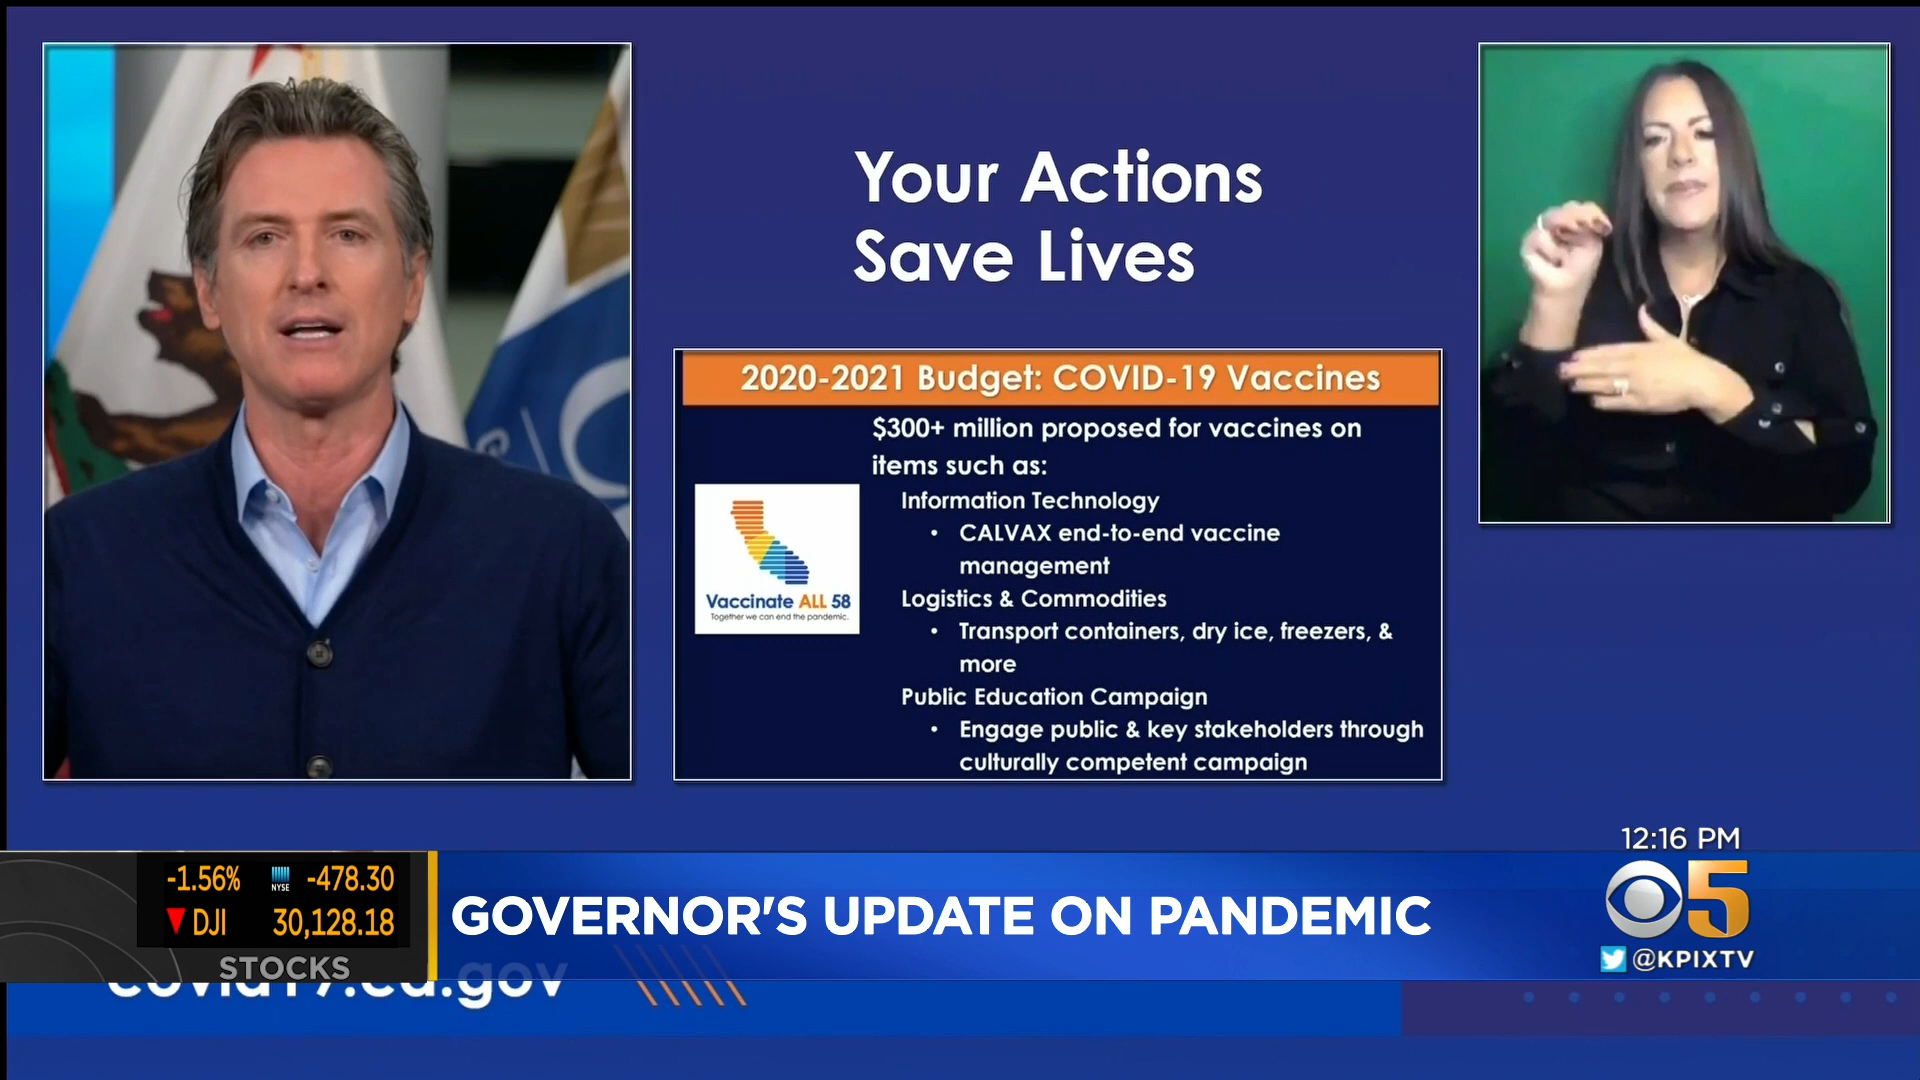 Your Actions
Save Lives
2020-2021 Budget: COVID-19 Vaccines
$300+ million proposed for vaccines on
items such as:
Information Technology
• CALVAX end-to-end vaccine
management
Logistics & Commodities
• Transport containers, dry ice, freezers, &
more
Public Education Campaign
• Engage public & key stakeholders through
culturally competent campaign
Vaccinate ALL 58
Together we can end the pandemic.
12:16 PM
-1.56% NYSE -478.30
DJI 30,128.18
STOCKS
GOVERNOR'S UPDATE ON PANDEMIC
5
@KPIXTV
covid19.ca.gov